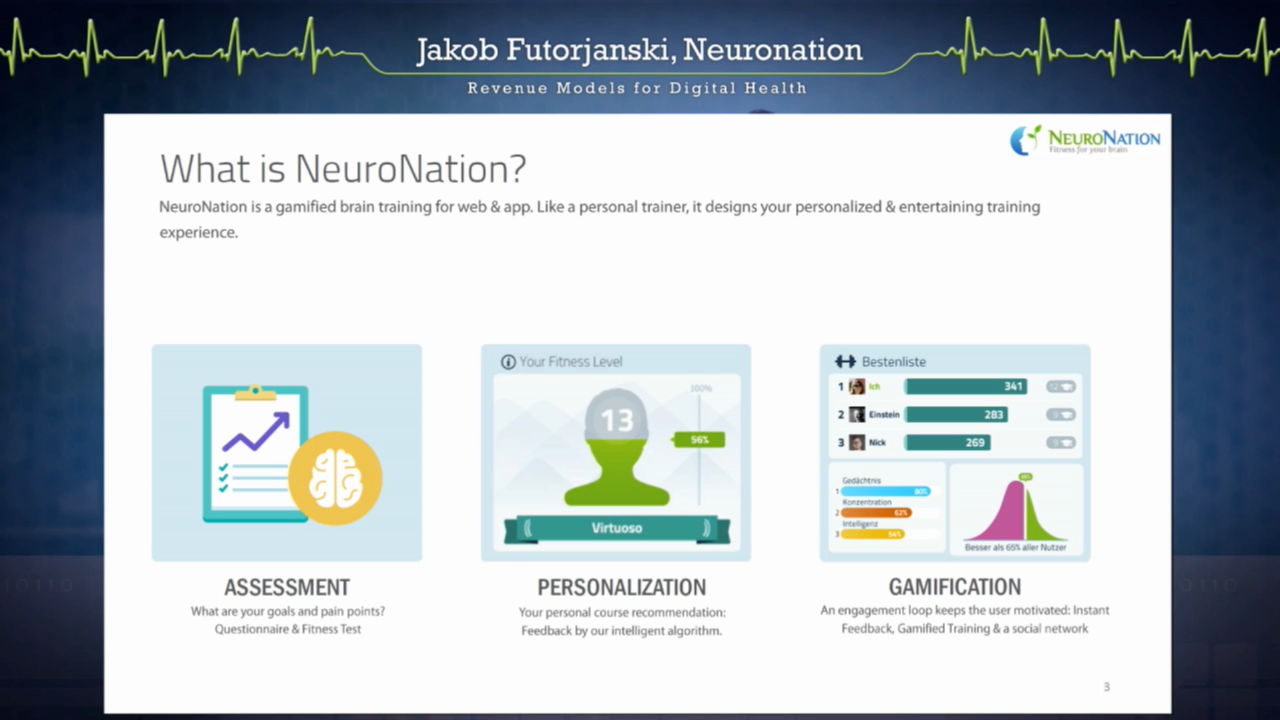 Jakob Futorjanski, Neuronation
Revenue Models for Digital Health
NEURONATION
Fitness for your brain
What is NeuroNation?
NeuroNation is a gamified brain training for web & app. Like a personal trainer, it designs your personalized & entertaining training
experience.
Your Fitness Level
100%
13
56%
Virtuoso
Bestenliste
1 Ich 341
2 Einstein 283
3 Nick 269
Gedächtnis
1 80%
Konzentration
2 62%
Intelligenz
3 54%
Besser als 65% aller Nutzer
ASSESSMENT
What are your goals and pain points?
Questionnaire & Fitness Test
PERSONALIZATION
Your personal course recommendation:
Feedback by our intelligent algorithm.
GAMIFICATION
An engagement loop keeps the user motivated: Instant
Feedback, Gamified Training & a social network
3